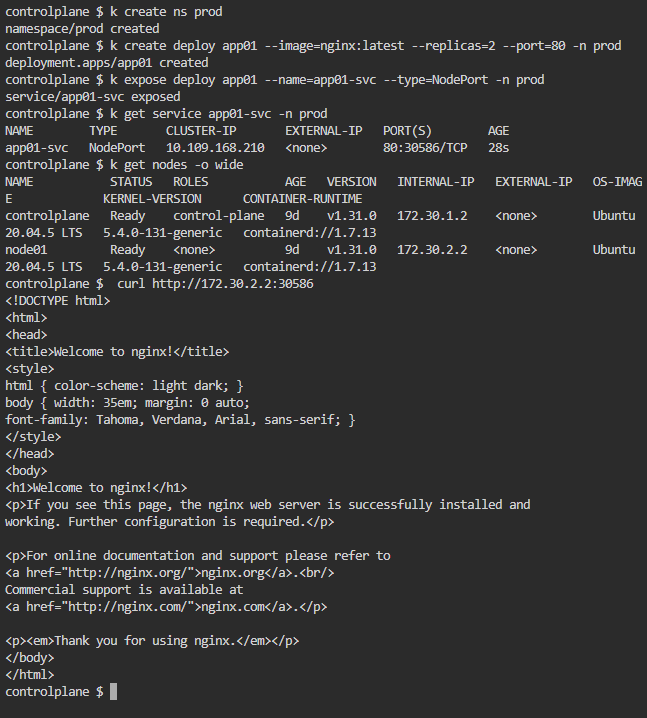 controlplane $ k create ns prod
namespace/prod created
controlplane $ k create deploy app01 --image=nginx:latest --replicas=2 --port=80 -n prod
deployment.apps/app01 created
controlplane $ k expose deploy app01 --name=app01-svc --type=NodePort -n prod
service/app01-svc exposed
controlplane $ k get service app01-svc -n prod
NAME        TYPE       CLUSTER-IP       EXTERNAL-IP   PORT(S)        AGE
app01-svc   NodePort   10.109.168.210   <none>        80:30586/TCP   28s
controlplane $ k get nodes -o wide
NAME           STATUS   ROLES           AGE   VERSION   INTERNAL-IP   EXTERNAL-IP   OS-IMAG
E            KERNEL-VERSION      CONTAINER-RUNTIME
controlplane   Ready    control-plane   9d    v1.31.0   172.30.1.2    <none>        Ubuntu
20.04.5 LTS   5.4.0-131-generic   containerd://1.7.13
node01         Ready    <none>          9d    v1.31.0   172.30.2.2    <none>        Ubuntu
20.04.5 LTS   5.4.0-131-generic   containerd://1.7.13
controlplane $  curl http://172.30.2.2:30586
<!DOCTYPE html>
<html>
<head>
<title>Welcome to nginx!</title>
<style>
html { color-scheme: light dark; }
body { width: 35em; margin: 0 auto;
font-family: Tahoma, Verdana, Arial, sans-serif; }
</style>
</head>
<body>
<h1>Welcome to nginx!</h1>
<p>If you see this page, the nginx web server is successfully installed and
working. Further configuration is required.</p>

<p>For online documentation and support please refer to
<a href="http://nginx.org/">nginx.org</a>.<br/>
Commercial support is available at
<a href="http://nginx.com/">nginx.com</a>.</p>

<p><em>Thank you for using nginx.</em></p>
</body>
</html>
controlplane $